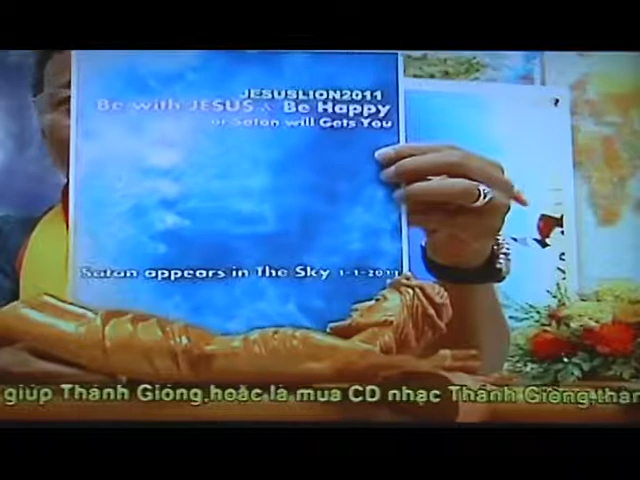 JESUSLION2011
Be with JESUS & Be Happy
or Satan will Gets You
Satan appears in The Sky 1-1-2011
giúp Thánh Gióng,hoặc là mua CD nhạc Thánh Gióng,thàn